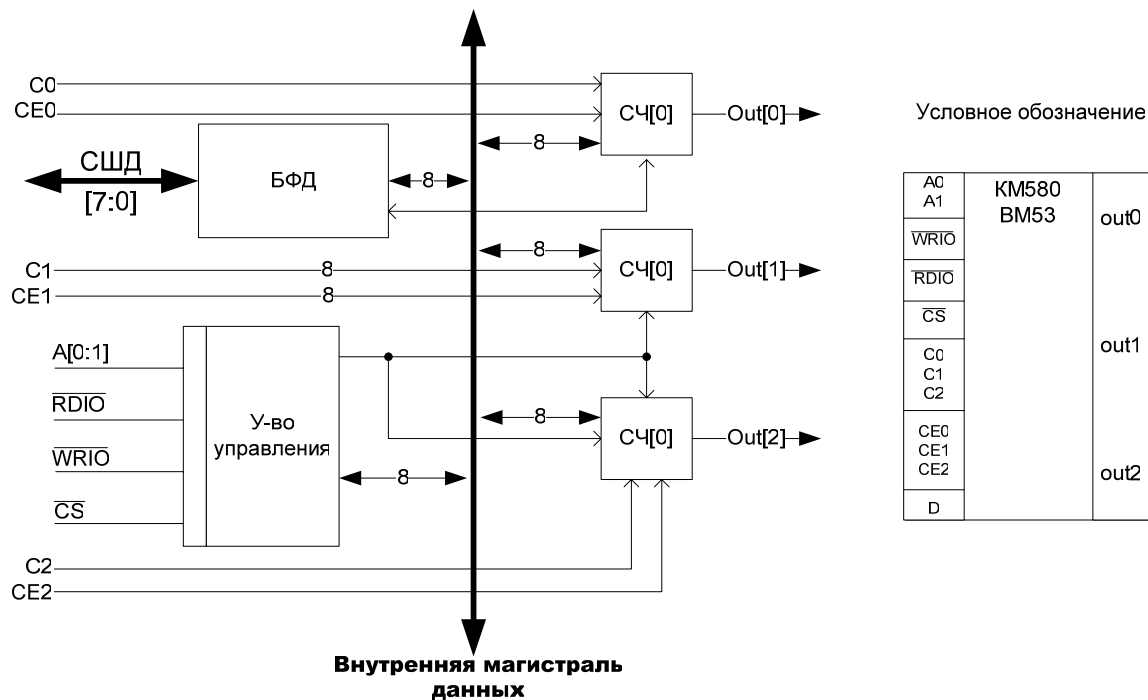 C0
CE0
СШД
[7:0]
БФД
8
8
СЧ[0]
Out[0]
C1
8
CE1
8
8
СЧ[0]
Out[1]
A[0:1]
RDIO
WRIO
CS
У-во
управления
8
8
СЧ[0]
Out[2]
C2
CE2
Внутренняя магистраль
данных
Условное обозначение
A0
A1
WRIO
RDIO
CS
C0
C1
C2
CE0
CE1
CE2
D
КМ580
ВМ53
out0
out1
out2